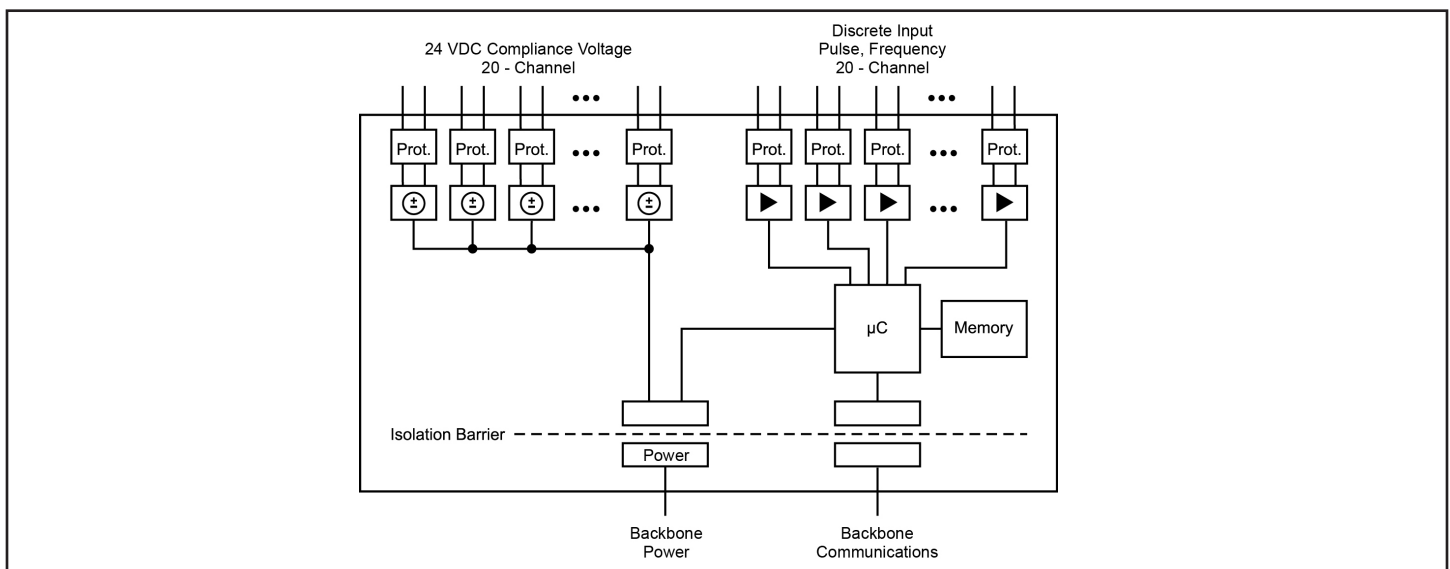 24 VDC Compliance Voltage
20 - Channel
Discrete Input
Pulse, Frequency
20 - Channel
•••
•••
Prot.
Prot.
Prot.
•••
Prot.
Prot.
Prot.
Prot.
•••
Prot.
±
±
±
•••
±
•••
µC
Memory
Isolation Barrier
Power
Backbone
Power
Backbone
Communications